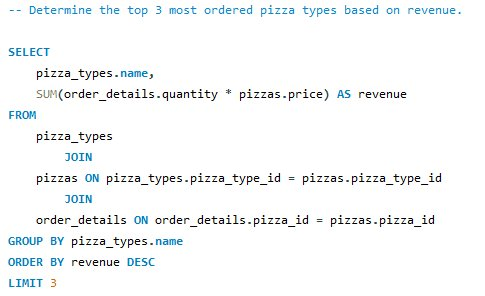 -- Determine the top 3 most ordered pizza types based on revenue.
SELECT
pizza_types.name,
SUM(order_details.quantity * pizzas.price) AS revenue
FROM
pizza_types
JOIN
pizzas ON pizza_types.pizza_type_id = pizzas.pizza_type_id
JOIN
order_details ON order_details.pizza_id = pizzas.pizza_id
GROUP BY pizza_types.name
ORDER BY revenue DESC
LIMIT 3